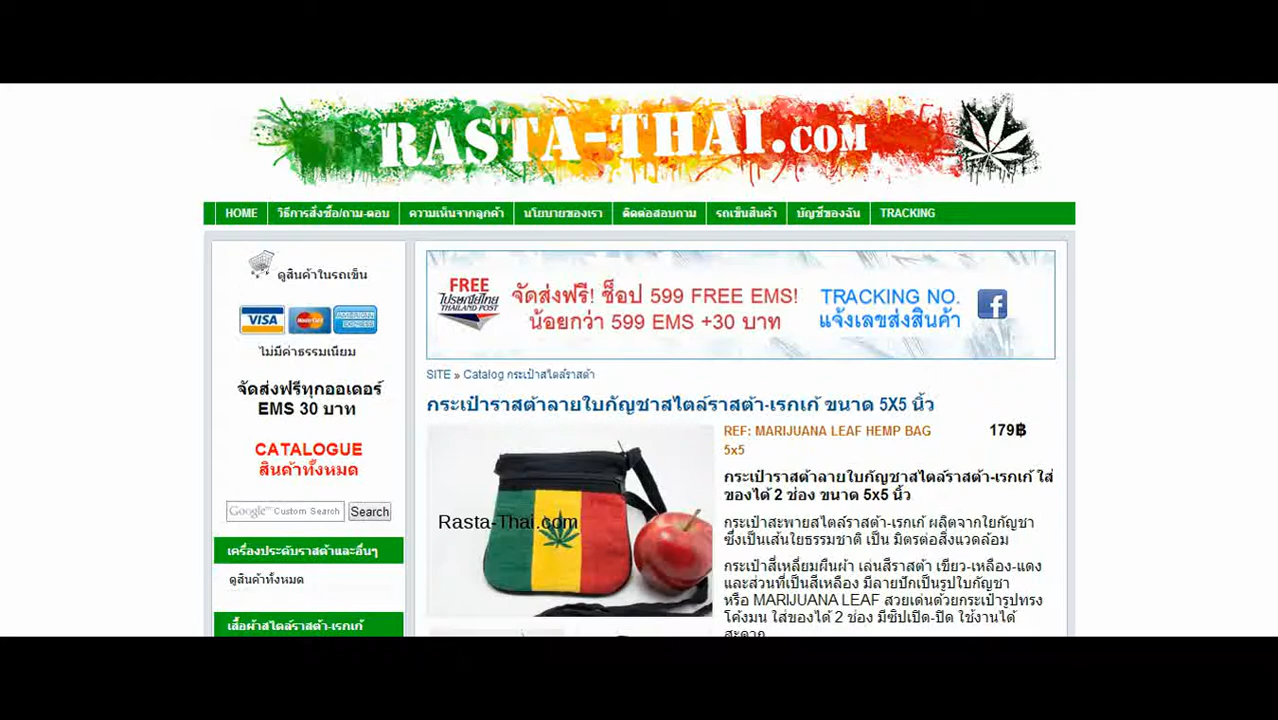 RASTA-THAI.COM
HOME
วิธีการสั่งซื้อ/ถาม-ตอบ
ความเห็นจากลูกค้า
นโยบายของเรา
ติดต่อสอบถาม
รถเข็นสินค้า
บัญชีของฉัน
TRACKING
ดูสินค้าในรถเข็น
VISA
MasterCard
AMERICAN EXPRESS
ไม่มีค่าธรรมเนียม
จัดส่งฟรีทุกออเดอร์
EMS 30 บาท
CATALOGUE
สินค้าทั้งหมด
Google™ Custom Search
Search
เครื่องประดับราสต้าและอื่นๆ
ดูสินค้าทั้งหมด
เสื้อผ้าสไตล์ราสต้า-เรกเก้
FREE
ไปรษณีย์ไทย
THAILAND POST
จัดส่งฟรี! ช็อป 599 FREE EMS!
น้อยกว่า 599 EMS +30 บาท
TRACKING NO.
แจ้งเลขส่งสินค้า
f
SITE » Catalog กระเป๋าสไตล์ราสต้า
กระเป๋าราสต้าลายใบกัญชาสไตล์ราสต้า-เรกเก้ ขนาด 5X5 นิ้ว
Rasta-Thai.com
REF: MARIJUANA LEAF HEMP BAG
5x5
179฿
กระเป๋าราสต้าลายใบกัญชาสไตล์ราสต้า-เรกเก้ ใส่
ของได้ 2 ช่อง ขนาด 5x5 นิ้ว
กระเป๋าสะพายสไตล์ราสต้า-เรกเก้ ผลิตจากใยกัญชา
ซึ่งเป็นเส้นใยธรรมชาติ เป็น มิตรต่อสิ่งแวดล้อม
กระเป๋าสี่เหลี่ยมผืนผ้า เล่นสีราสต้า เขียว-เหลือง-แดง
และส่วนที่เป็นสีเหลือง มีลายปักเป็นรูปใบกัญชา
หรือ MARIJUANA LEAF สวยเด่นด้วยกระเป๋ารูปทรง
โค้งมน ใส่ของได้ 2 ช่อง มีซิปเปิด-ปิด ใช้งานได้
สะดวก